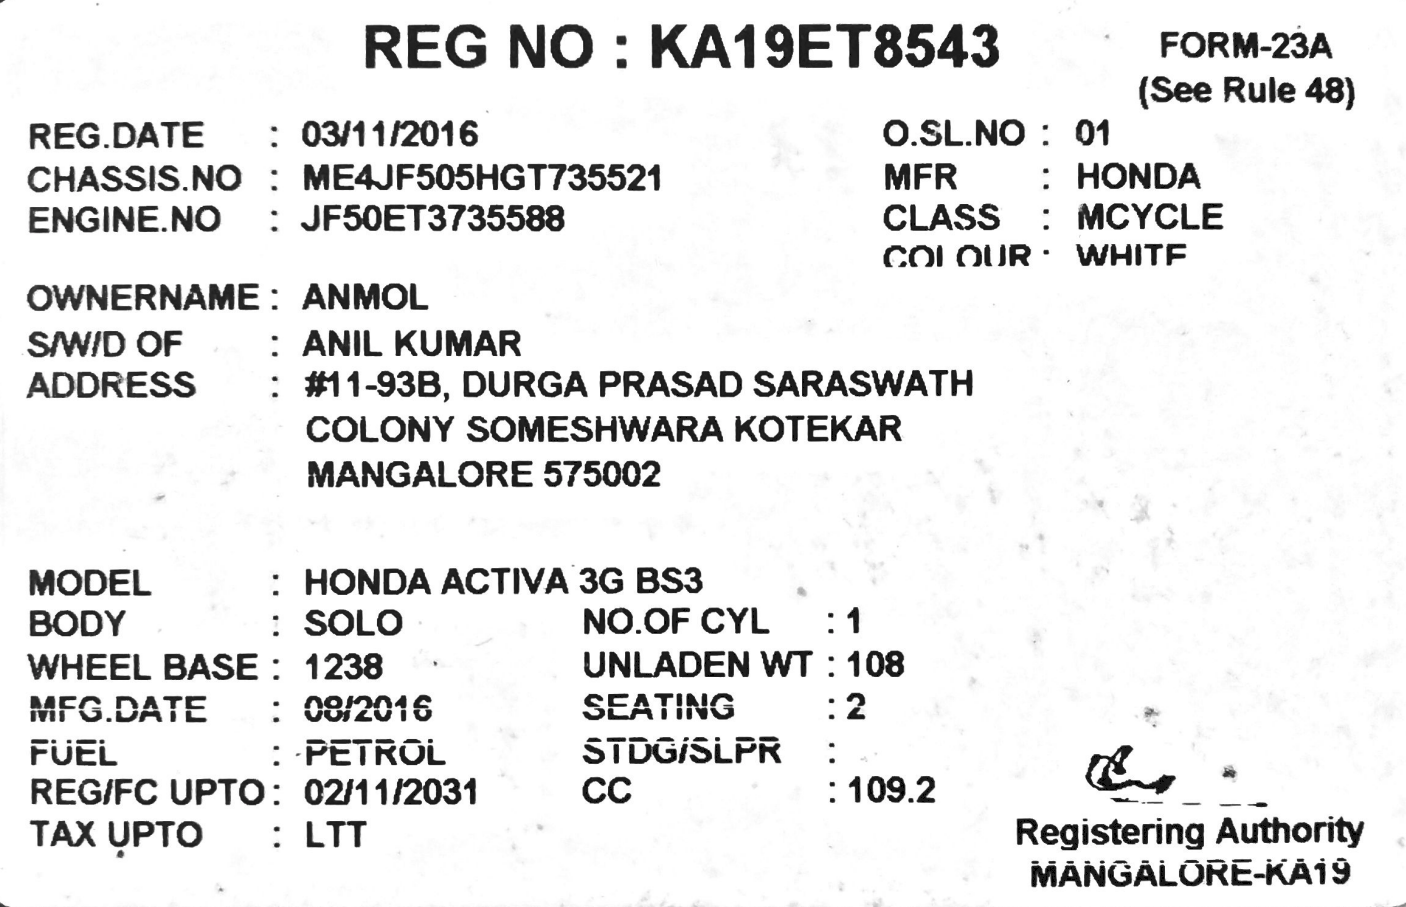 REG NO : KA19ET8543
FORM-23A
(See Rule 48)
REG.DATE : 03/11/2016 O.SL.NO : 01
CHASSIS.NO : ME4JF505HGT735521 MFR : HONDA
ENGINE.NO : JF50ET3735588 CLASS : MCYCLE
COLOUR : WHITE
OWNERNAME : ANMOL
S/W/D OF : ANIL KUMAR
ADDRESS : #11-93B, DURGA PRASAD SARASWATH
COLONY SOMESHWARA KOTEKAR
MANGALORE 575002
MODEL : HONDA ACTIVA 3G BS3
BODY : SOLO NO.OF CYL : 1
WHEEL BASE : 1238 UNLADEN WT : 108
MFG.DATE : 08/2016 SEATING : 2
FUEL : PETROL STDG/SLPR :
REG/FC UPTO : 02/11/2031 CC : 109.2
TAX UPTO : LTT
Registering Authority
MANGALORE-KA19